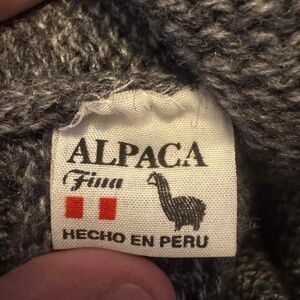 ALPACA
Fina
HECHO EN PERU